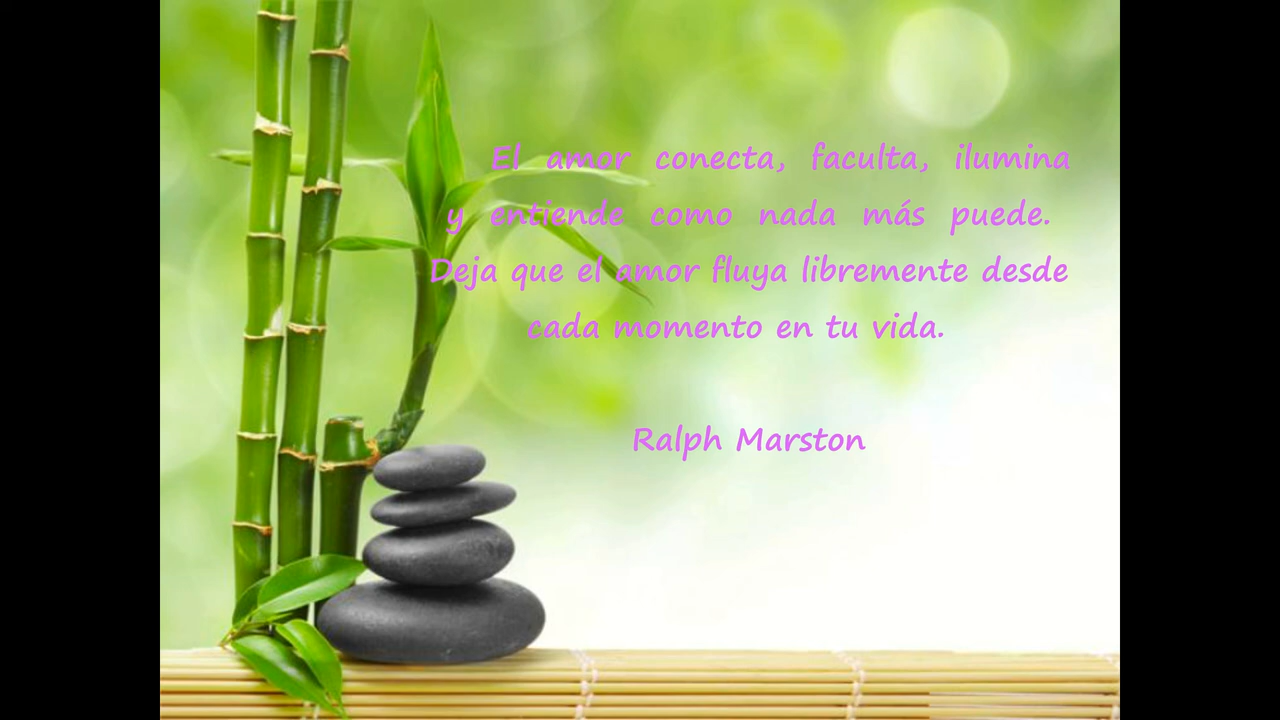 El amor conecta, faculta, ilumina
y entiende como nada más puede.
Deja que el amor fluya libremente desde
cada momento en tu vida.
Ralph Marston